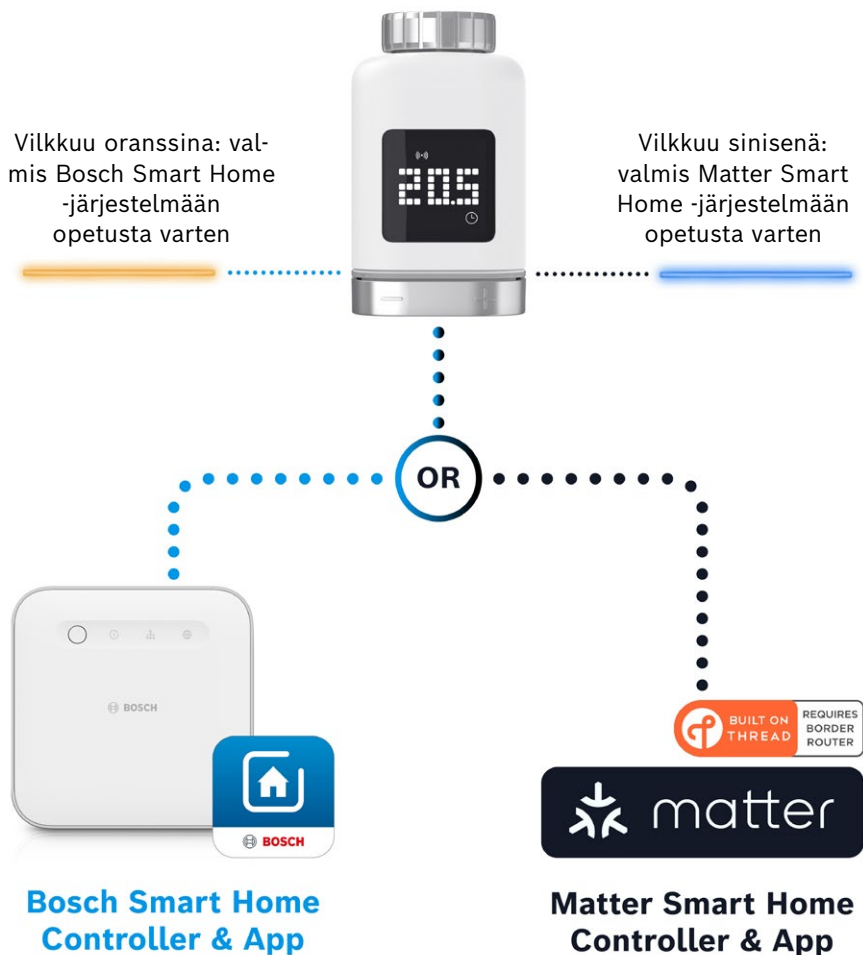 Vilkkuu oranssina: val-
mis Bosch Smart Home
-järjestelmään
opetusta varten
Vilkkuu sinisenä:
valmis Matter Smart
Home -järjestelmään
opetusta varten
20.5
OR
BOSCH
BOSCH
BUILT ON
THREAD
REQUIRES
BORDER
ROUTER
matter
Bosch Smart Home
Controller & App
Matter Smart Home
Controller & App